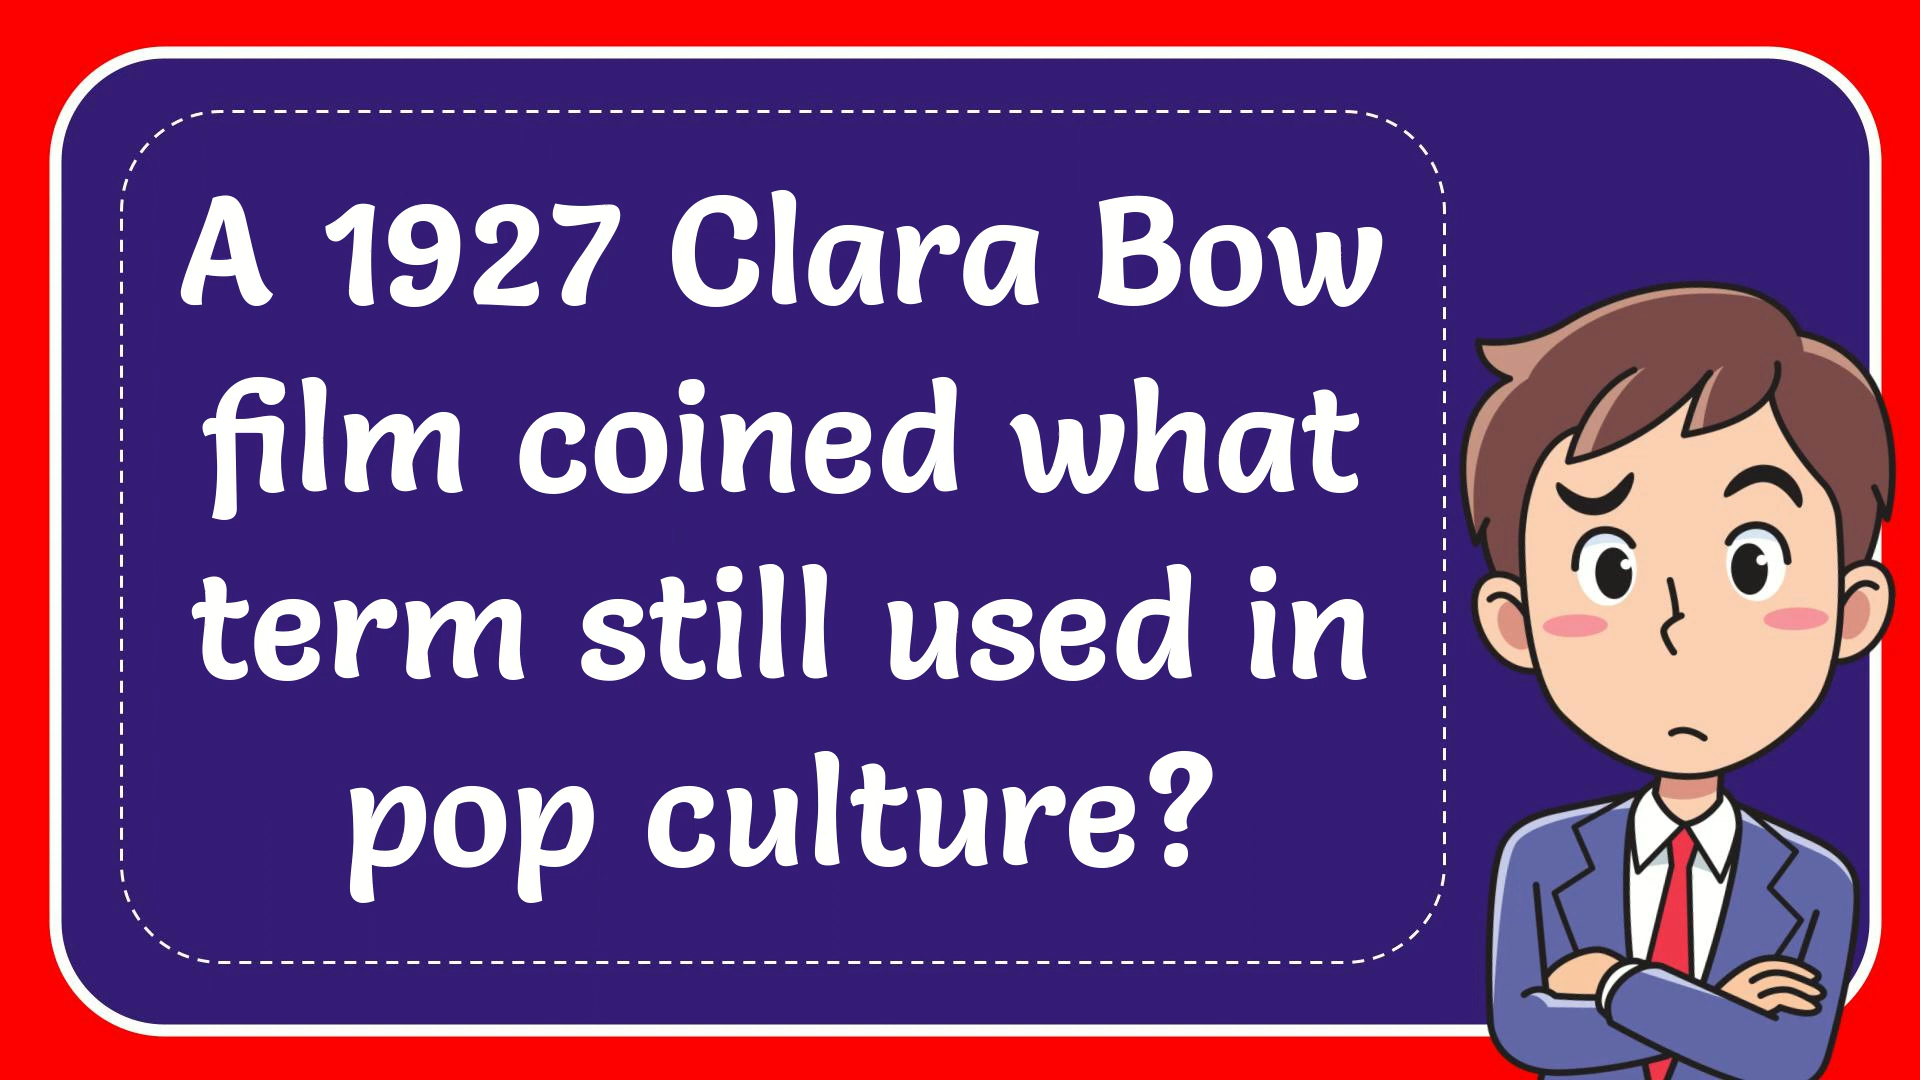 A 1927 Clara Bow
film coined what
term still used in
pop culture?